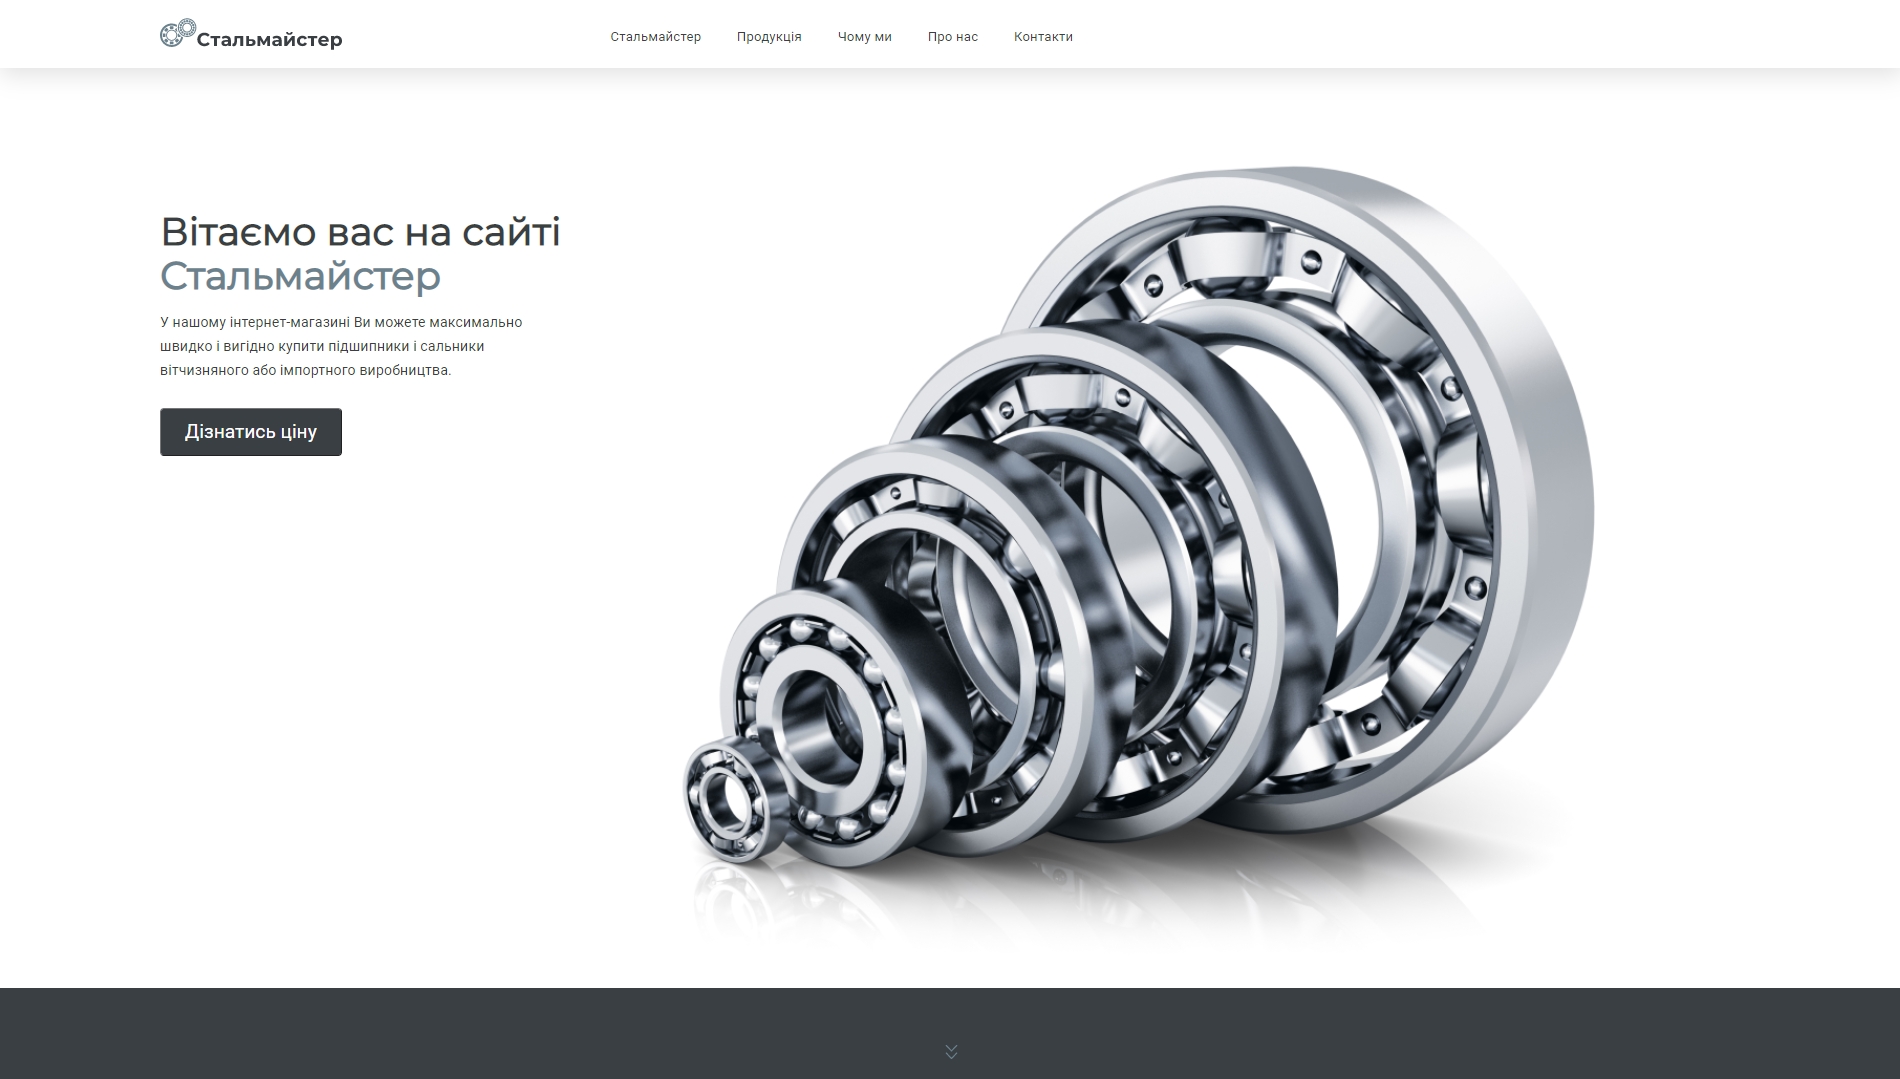 Стальмайстер
Стальмайстер Продукція Чому ми Про нас Контакти
Вітаємо вас на сайті
Стальмайстер
У нашому інтернет-магазині Ви можете максимально
швидко і вигідно купити підшипники і сальники
вітчизняного або імпортного виробництва.
Дізнатись ціну